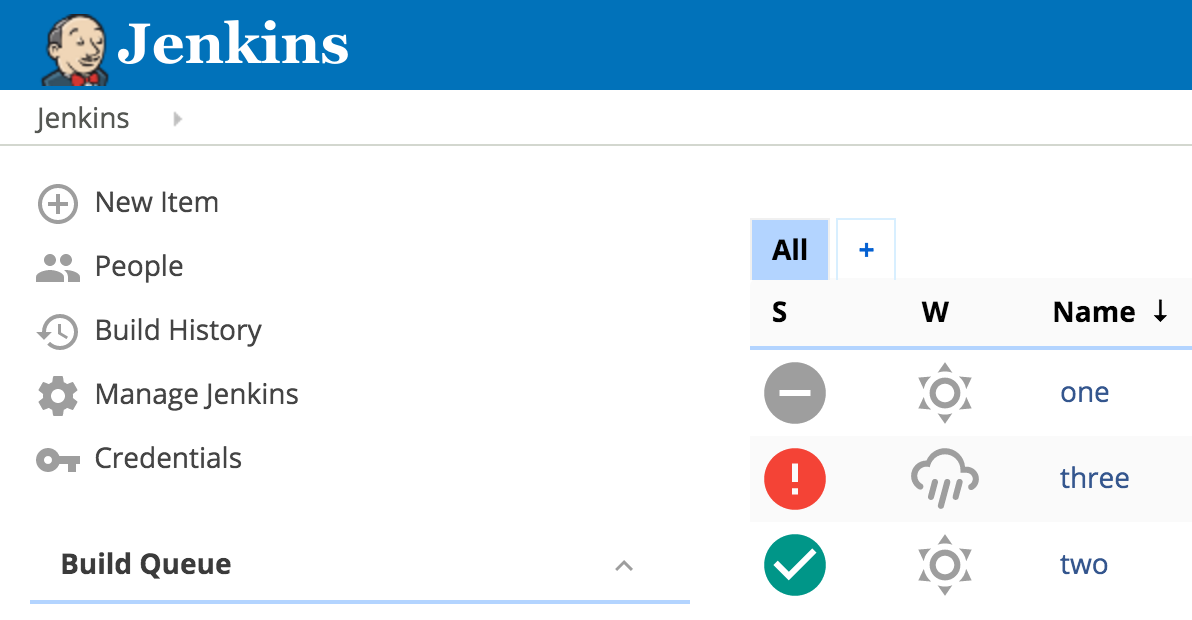 Jenkins
Jenkins
New Item
People
Build History
Manage Jenkins
Credentials
Build Queue
All +
S W Name ↓
one
three
two